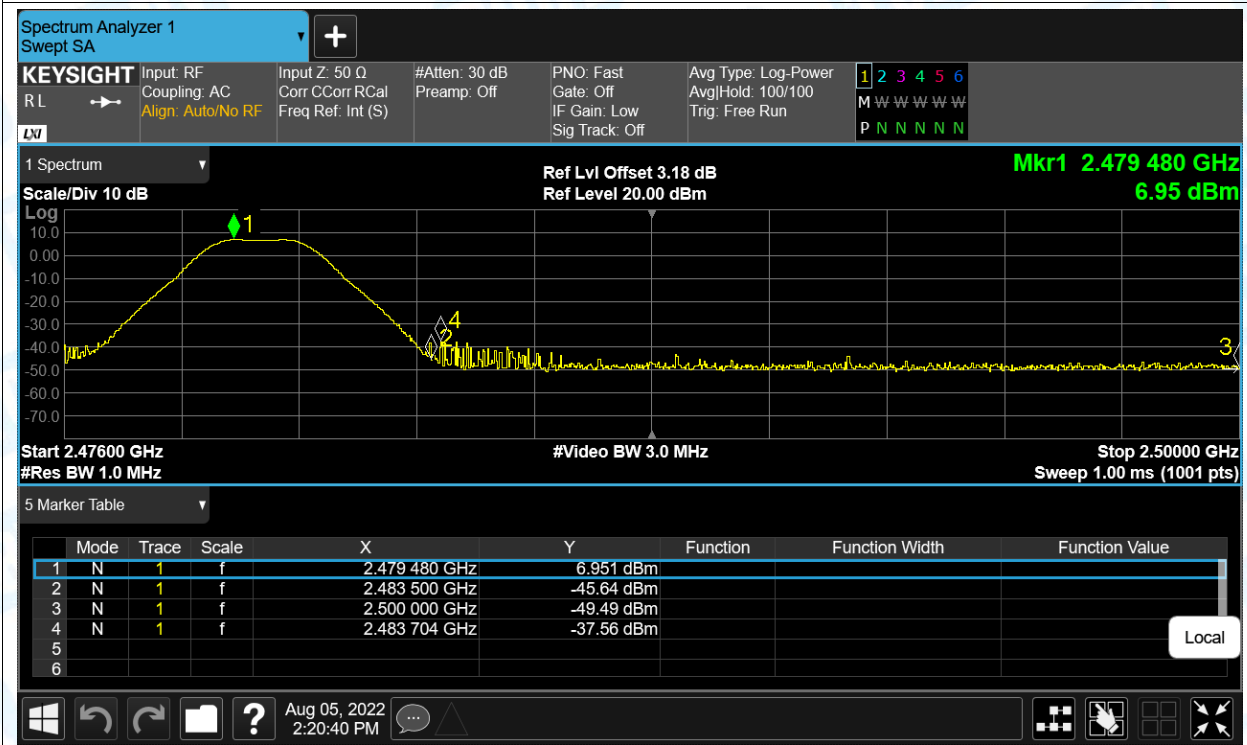 Spectrum Analyzer 1
Swept SA
KEYSIGHT
R L
LXI
Input: RF
Coupling: AC
Align: Auto/No RF
Input Z: 50 Ω
Corr CCorr RCal
Freq Ref: Int (S)
#Atten: 30 dB
Preamp: Off
PNO: Fast
Gate: Off
IF Gain: Low
Sig Track: Off
Avg Type: Log-Power
Avg|Hold: 100/100
Trig: Free Run
1 2 3 4 5 6
M W W W W W
P N N N N N
1 Spectrum
Scale/Div 10 dB
Ref Lvl Offset 3.18 dB
Ref Level 20.00 dBm
Mkr1 2.479 480 GHz
6.95 dBm
Log
10.0
0.00
-10.0
-20.0
-30.0
-40.0
-50.0
-60.0
-70.0
1
4
2
3
Start 2.47600 GHz
#Video BW 3.0 MHz
Stop 2.50000 GHz
#Res BW 1.0 MHz
Sweep 1.00 ms (1001 pts)
5 Marker Table
Mode Trace Scale X Y Function Function Width Function Value
1 N 1 f 2.479 480 GHz 6.951 dBm
2 N 1 f 2.483 500 GHz -45.64 dBm
3 N 1 f 2.500 000 GHz -49.49 dBm
4 N 1 f 2.483 704 GHz -37.56 dBm
5
6
Local
?
Aug 05, 2022
2:20:40 PM